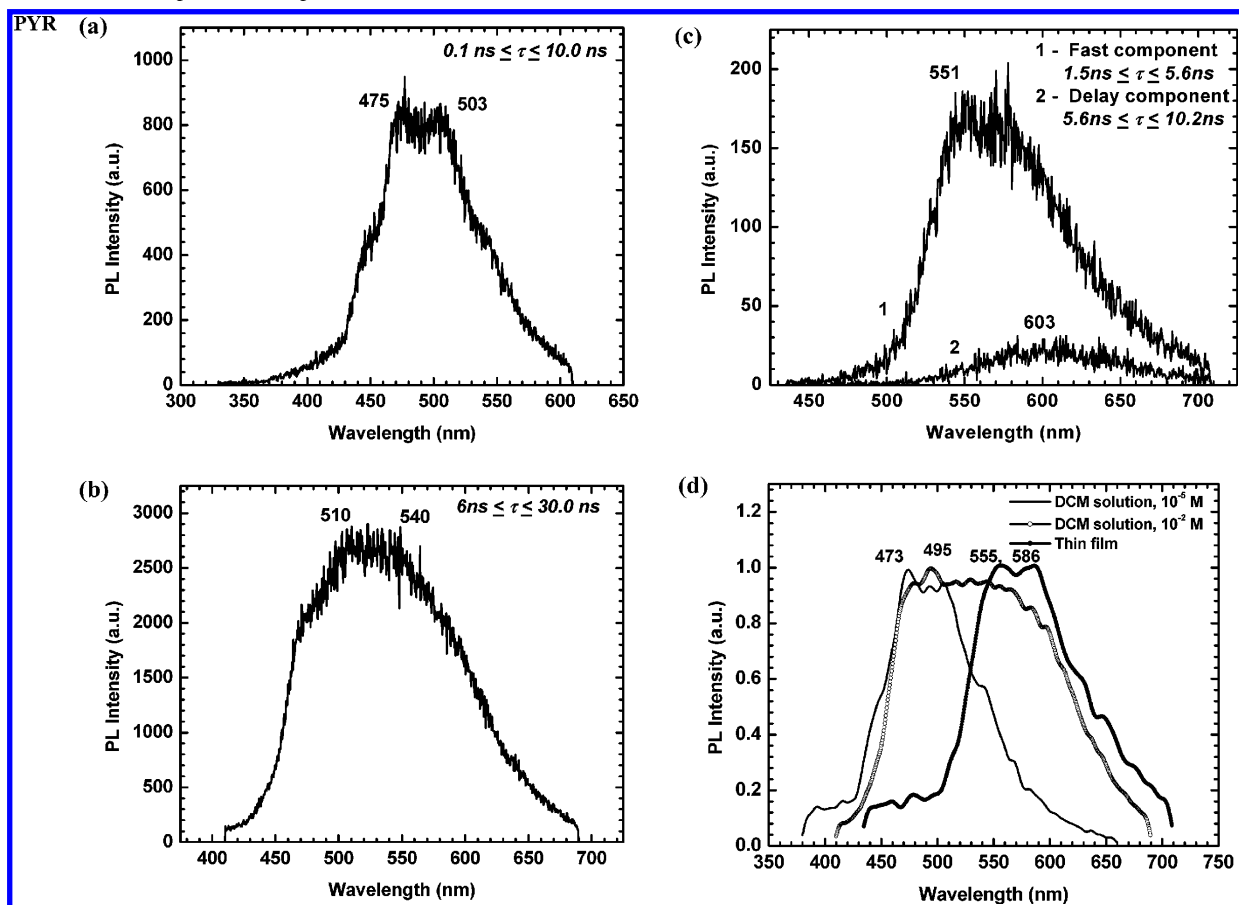 PYR
(a)
0.1 ns ≤ τ ≤ 10.0 ns
475
503
1000
800
600
400
200
0
PL Intensity (a.u.)
300 350 400 450 500 550 600 650
Wavelength (nm)
(c)
1 - Fast component
1.5ns ≤ τ ≤ 5.6ns
2 - Delay component
5.6ns ≤ τ ≤ 10.2ns
551
603
1
2
200
150
100
50
0
PL Intensity (a.u.)
450 500 550 600 650 700
Wavelength (nm)
(b)
6ns ≤ τ ≤ 30.0 ns
510
540
3000
2500
2000
1500
1000
500
0
PL Intensity (a.u.)
400 450 500 550 600 650 700
Wavelength (nm)
(d)
DCM solution, 10⁻⁵ M
DCM solution, 10⁻² M
Thin film
473
495
555, 586
1.2
1.0
0.8
0.6
0.4
0.2
0.0
PL Intensity (a.u.)
350 400 450 500 550 600 650 700 750
Wavelength (nm)